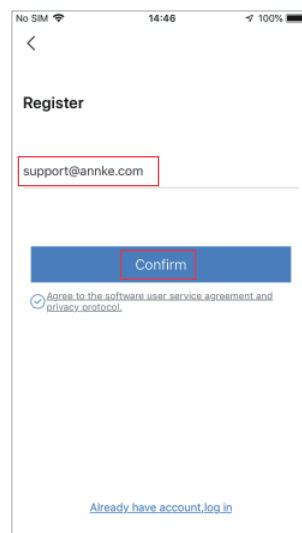 No SIM 14:46 100%
Register
support@annke.com
Confirm
Agree to the software user service agreement and
privacy protocol.
Already have account,log in